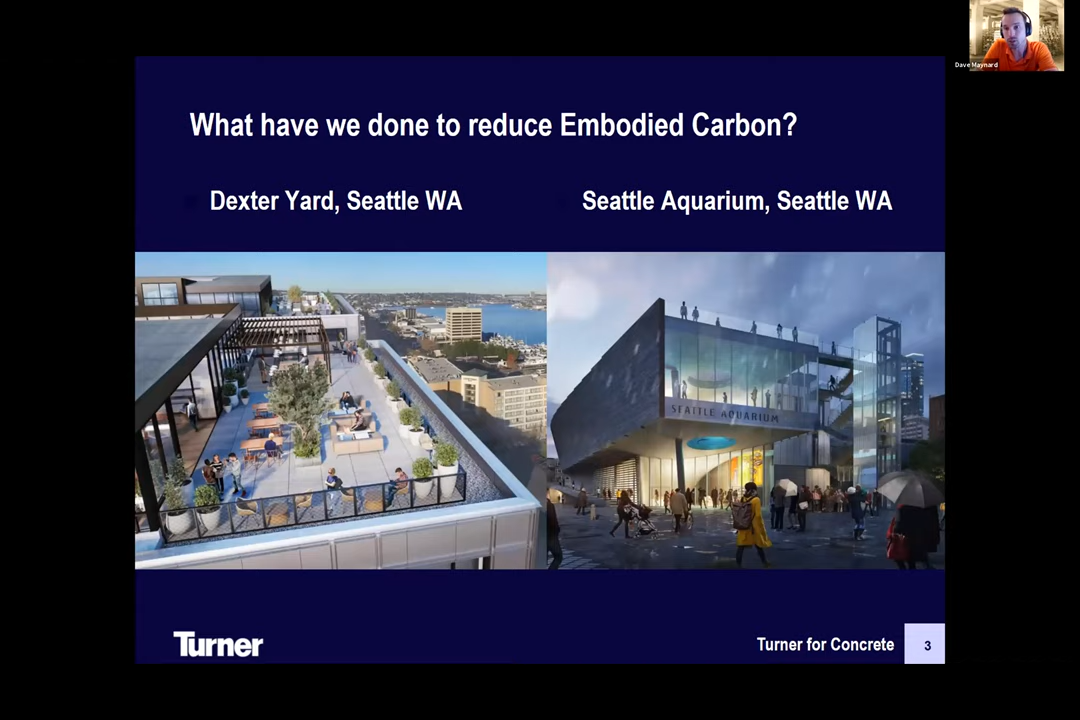 Dave Maynard
What have we done to reduce Embodied Carbon?
Dexter Yard, Seattle WA
Seattle Aquarium, Seattle WA
SEATTLE AQUARIUM
Turner
Turner for Concrete
3